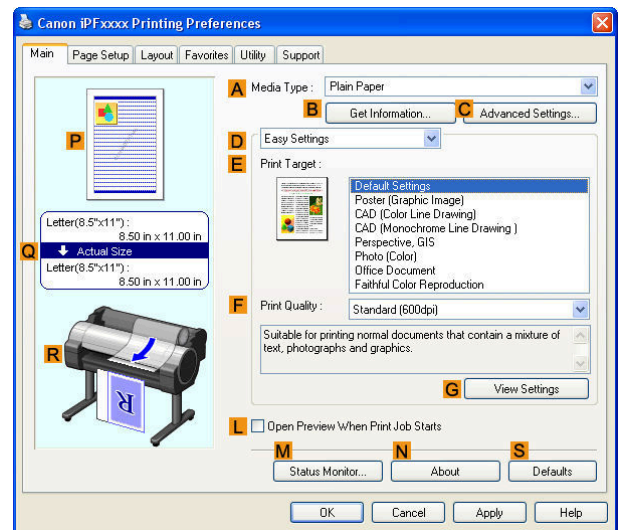 Canon iPFxxxx Printing Preferences
Main Page Setup Layout Favorites Utility Support
A Media Type : Plain Paper
B Get Information... C Advanced Settings...
D Easy Settings
E Print Target :
Default Settings
Poster (Graphic Image)
CAD (Color Line Drawing)
CAD (Monochrome Line Drawing )
Perspective, GIS
Photo (Color)
Office Document
Faithful Color Reproduction
F Print Quality : Standard (600dpi)
Suitable for printing normal documents that contain a mixture of
text, photographs and graphics.
G View Settings
P
Letter(8.5"x11") :
8.50 in x 11.00 in
Q Actual Size
Letter(8.5"x11") :
8.50 in x 11.00 in
R
R
L Open Preview When Print Job Starts
M N S
Status Monitor... About Defaults
OK Cancel Apply Help